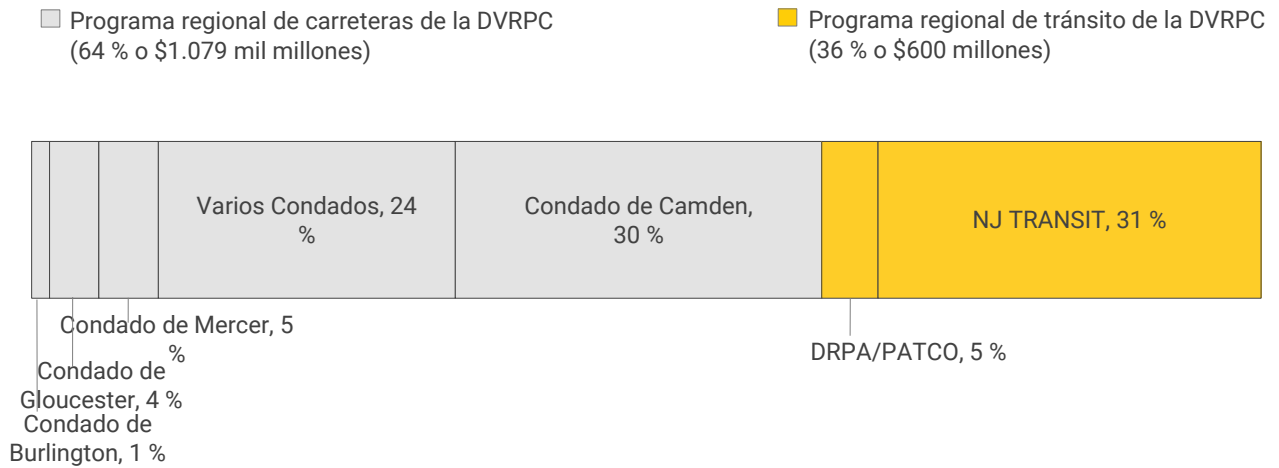 Programa regional de carreteras de la DVRPC
(64 % o $1.079 mil millones)
Programa regional de tránsito de la DVRPC
(36 % o $600 millones)
Varios Condados, 24
%
Condado de Camden,
30 %
NJ TRANSIT, 31 %
Condado de Mercer, 5
%
DRPA/PATCO, 5 %
Condado de
Gloucester, 4 %
Condado de
Burlington, 1 %